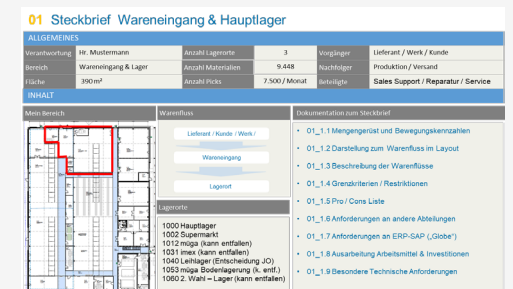 01 Steckbrief Wareneingang & Hauptlager
ALLGEMEINES
Verantwortung Hr. Mustermann Anzahl Lagerorte 3 Vorgänger Lieferant / Werk / Kunde
Bereich Wareneingang & Lager Anzahl Materialien 9.448 Nachfolger Produktion / Versand
Fläche 390 m² Anzahl Picks 7.500 / Monat Beteiligte Sales Support / Reparatur / Service
INHALT
Mein Bereich
Warenfluss
Lieferant / Kunde / Werk /
Wareneingang
Lagerort
Lagerorte
1000 Hauptlager
1002 Supermarkt
1012 müga (kann entfallen)
1031 imex (kann entfallen)
1040 Leihlager (Entscheidung JO)
1053 müga Bodenlagerung (k. entf.)
1060 2. Wahl – Lager (kann entfallen)
Dokumentation zum Steckbrief
• 01_1.1 Mengengerüst und Bewegungskennzahlen
• 01_1.2 Darstellung zum Warenfluss im Layout
• 01_1.3 Beschreibung der Warenflüsse
• 01_1.4 Grenzkriterien / Restriktionen
• 01_1.5 Pro / Cons Liste
• 01_1.6 Anforderungen an andere Abteilungen
• 01_1.7 Anforderungen an ERP-SAP („Globe“)
• 01_1.8 Ausarbeitung Arbeitsmittel & Investitionen
• 01_1.9 Besondere Technische Anforderungen